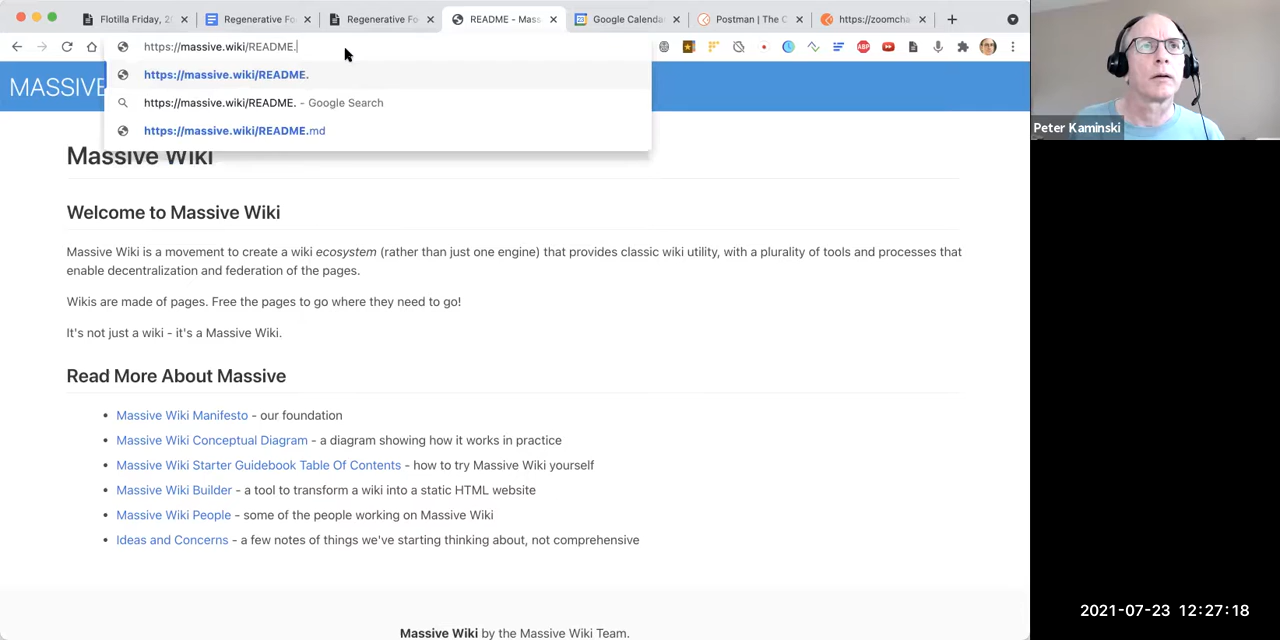 Flotilla Friday, 2
Regenerative Fo
Regenerative Fo
README - Mass
Google Calenda
Postman | The C
https://zoomcha
https://massive.wiki/README.
ABP
https://massive.wiki/README.
https://massive.wiki/README. - Google Search
https://massive.wiki/README.md
MASSIVE
Massive Wiki
Welcome to Massive Wiki
Massive Wiki is a movement to create a wiki ecosystem (rather than just one engine) that provides classic wiki utility, with a plurality of tools and processes that
enable decentralization and federation of the pages.
Wikis are made of pages. Free the pages to go where they need to go!
It's not just a wiki - it's a Massive Wiki.
Read More About Massive
• Massive Wiki Manifesto - our foundation
• Massive Wiki Conceptual Diagram - a diagram showing how it works in practice
• Massive Wiki Starter Guidebook Table Of Contents - how to try Massive Wiki yourself
• Massive Wiki Builder - a tool to transform a wiki into a static HTML website
• Massive Wiki People - some of the people working on Massive Wiki
• Ideas and Concerns - a few notes of things we've starting thinking about, not comprehensive
Massive Wiki by the Massive Wiki Team.
Peter Kaminski
2021-07-23 12:27:18